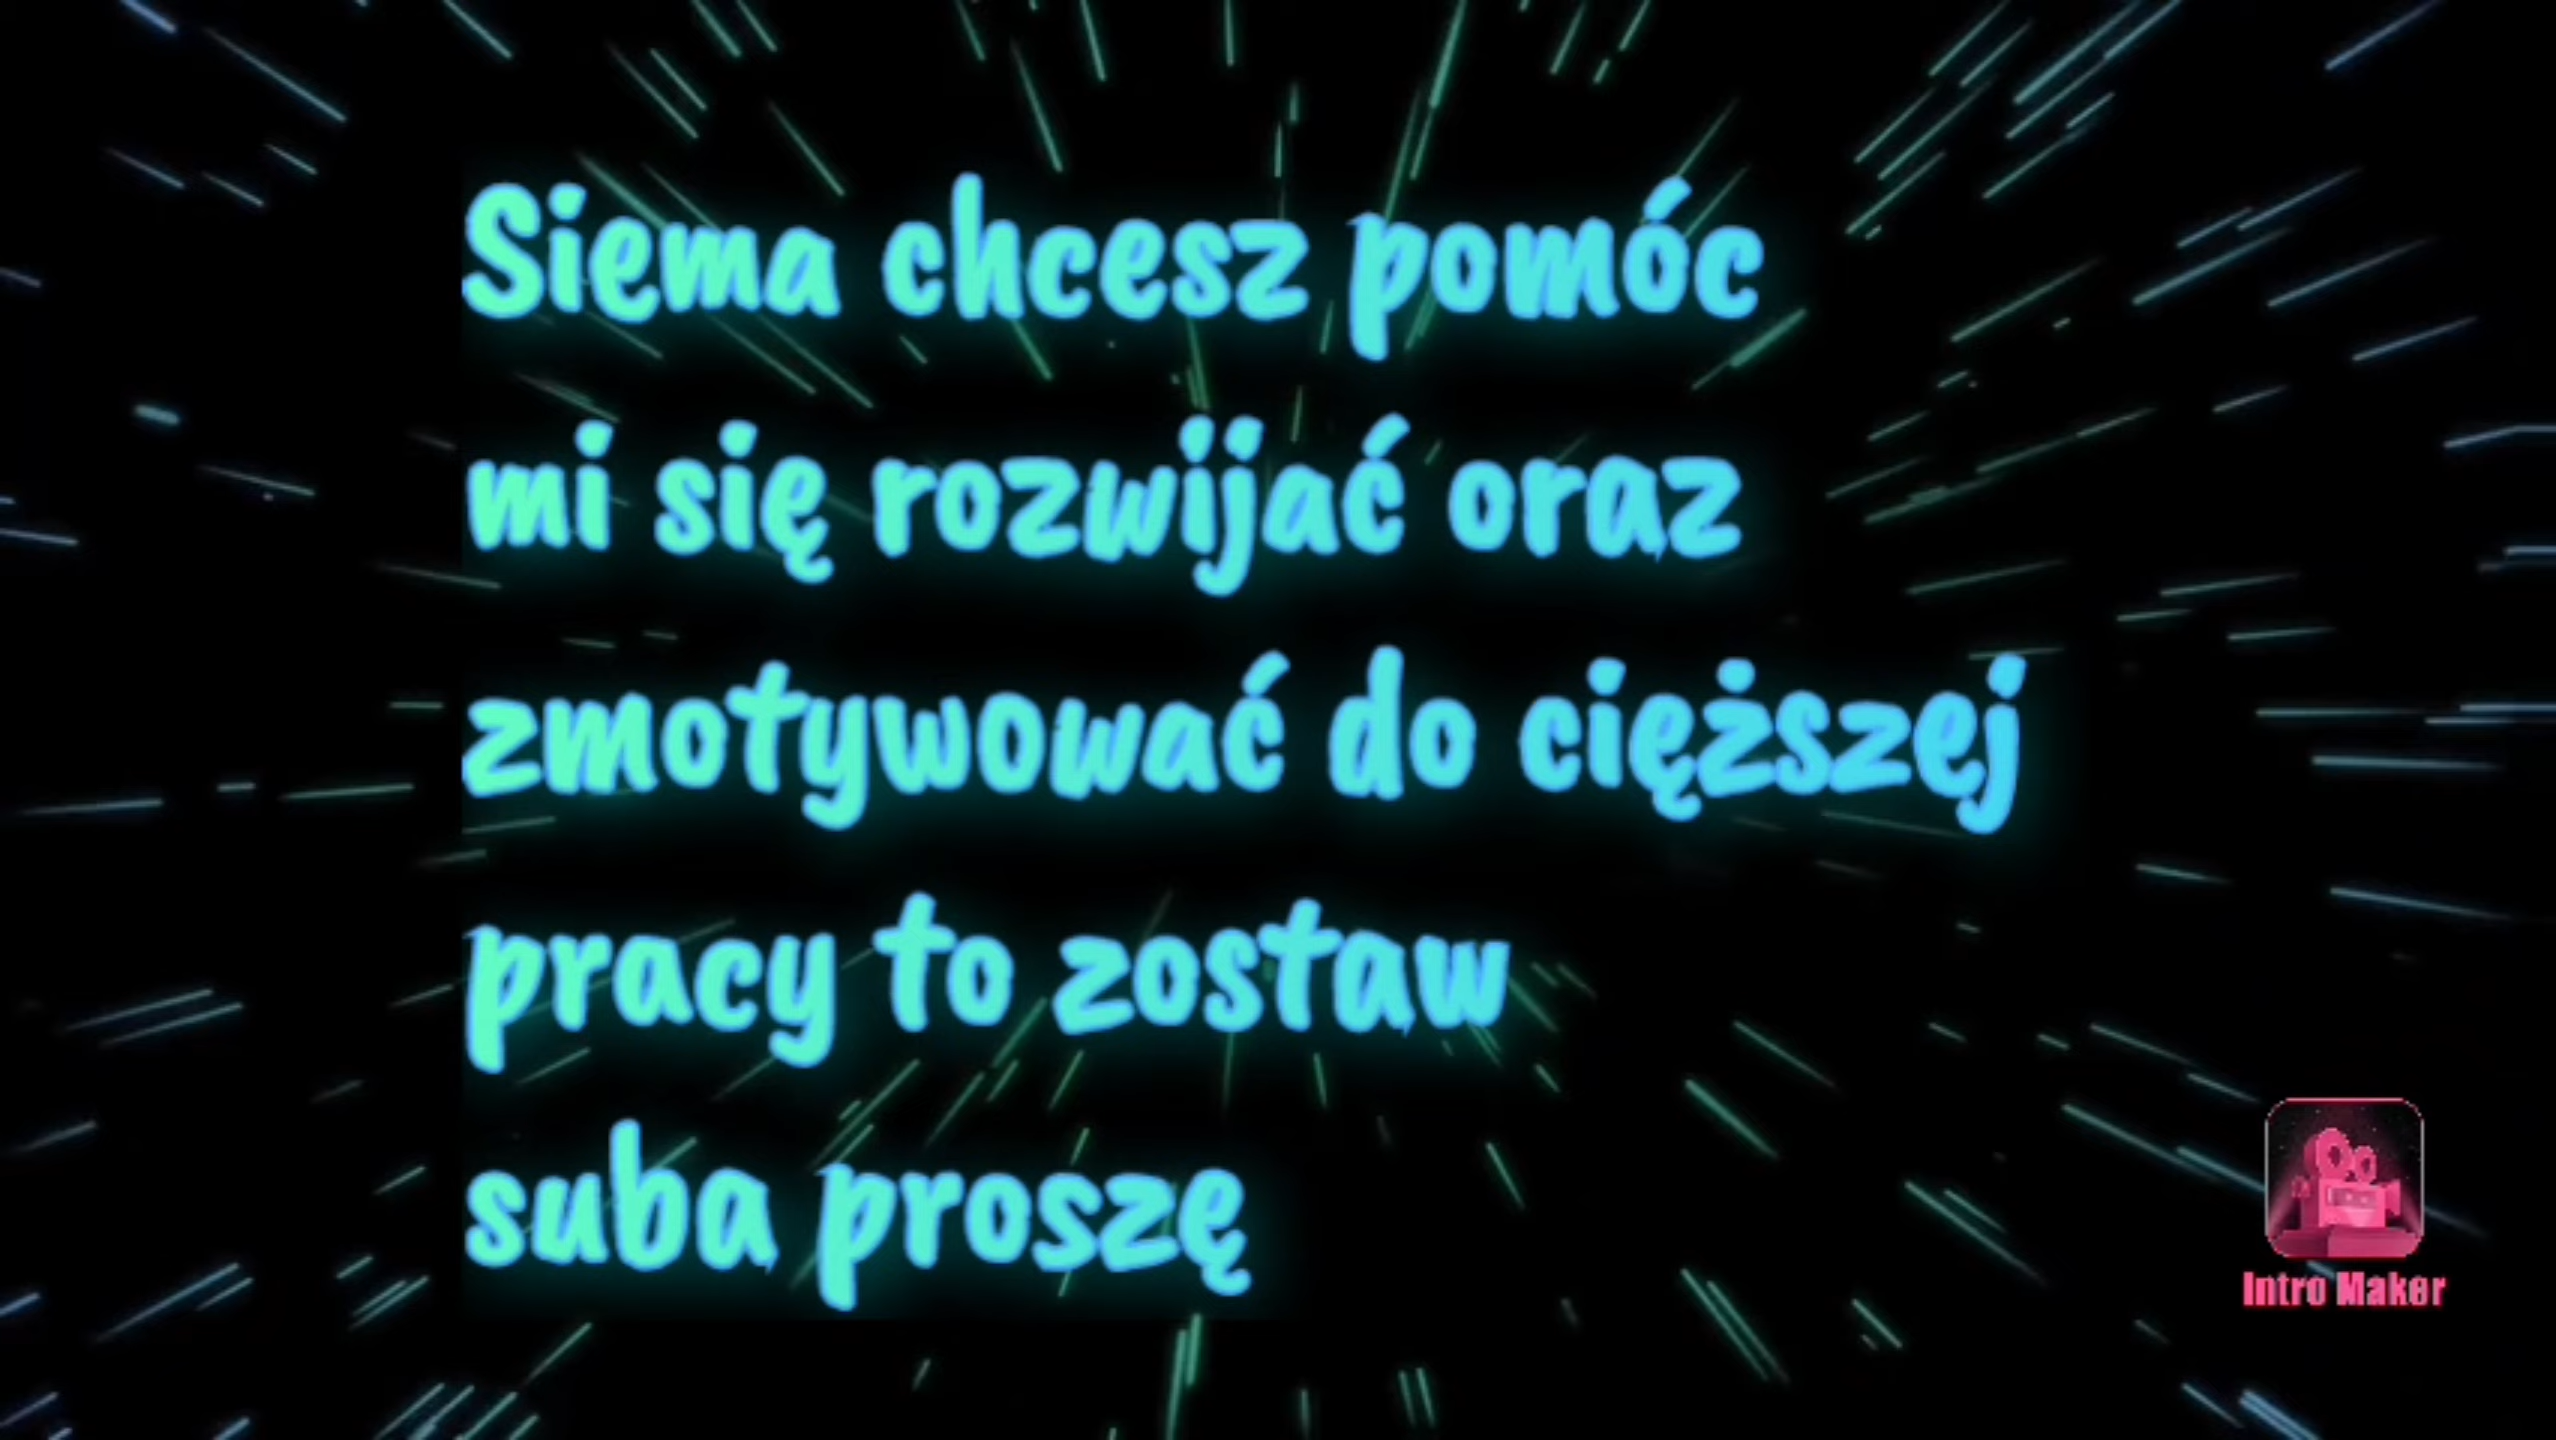 Siema chcesz pomóc
mi się rozwijać oraz
zmotywować do cięższej
pracy to zostaw
suba proszę
Intro Maker